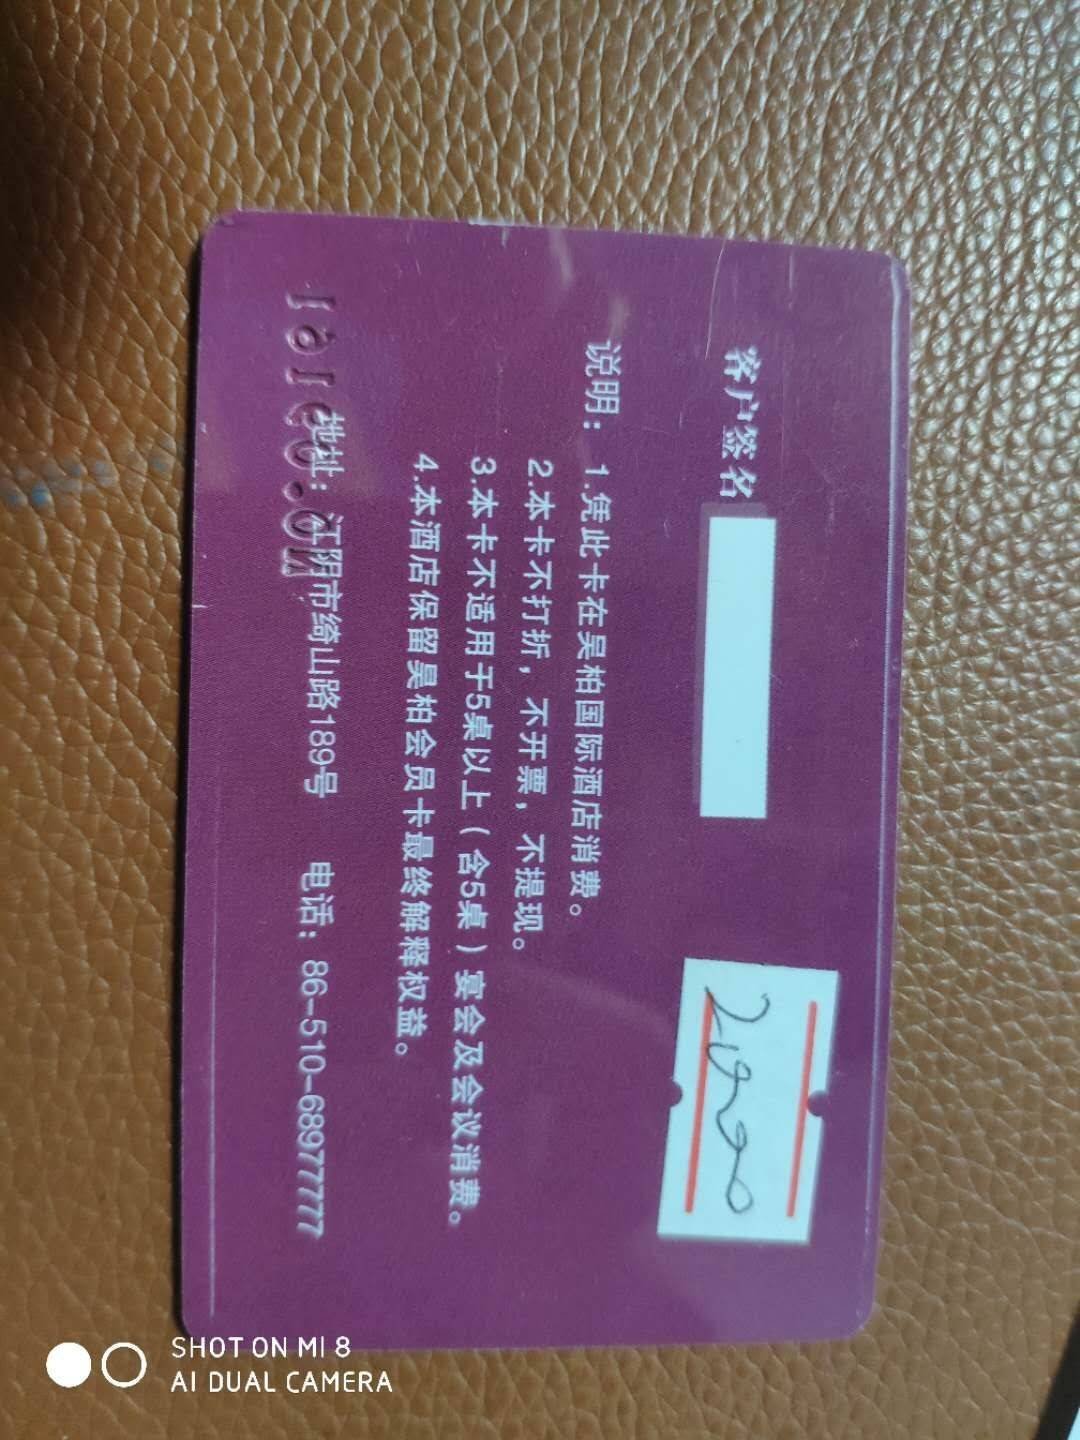 客户签名
说明：1.凭此卡在昊柏国际酒店消费。
2.本卡不打折，不开票，不提现。
3.本卡不适用于5桌以上（含5桌）宴会及会议消费。
4.本酒店保留昊柏会员卡最终解释权益。
地址：江阴市绮山路189号 电话：86-510-68977777
SHOT ON MI 8
AI DUAL CAMERA